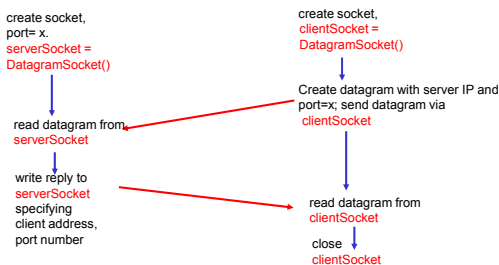 create socket,
port= x.
serverSocket =
DatagramSocket()
read datagram from
serverSocket
write reply to
serverSocket
specifying
client address,
port number
create socket,
clientSocket =
DatagramSocket()
Create datagram with server IP and
port=x; send datagram via
clientSocket
read datagram from
clientSocket
close
clientSocket